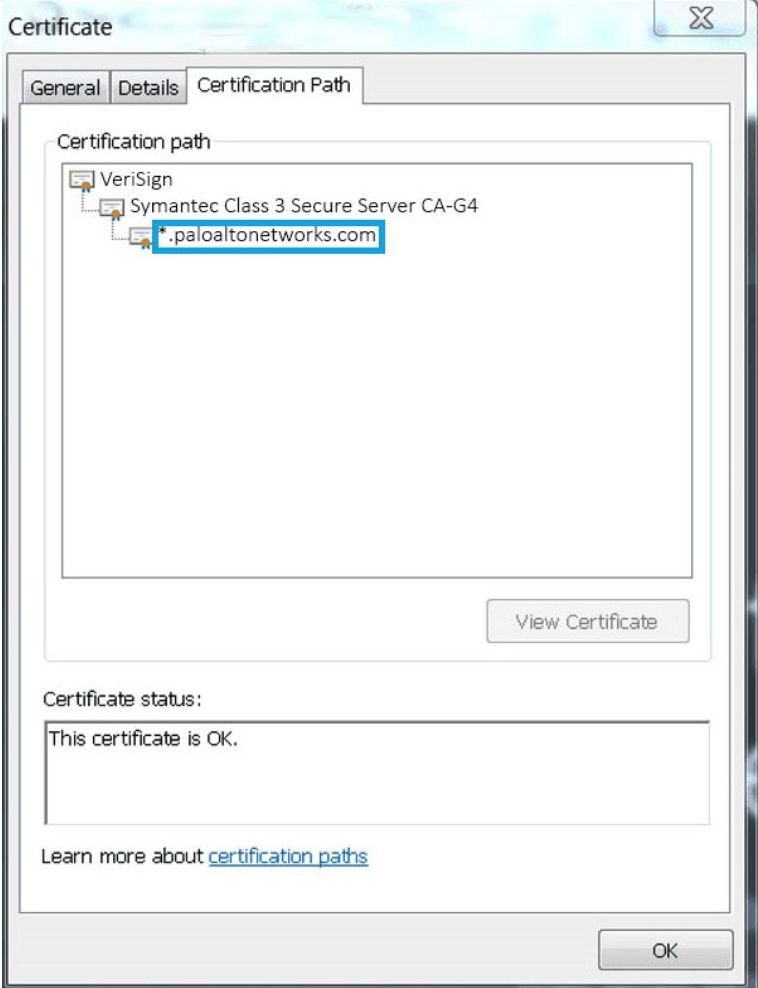 Certificate
General Details Certification Path
Certification path
VeriSign
Symantec Class 3 Secure Server CA-G4
*.paloaltonetworks.com
View Certificate
Certificate status:
This certificate is OK.
Learn more about certification paths
OK